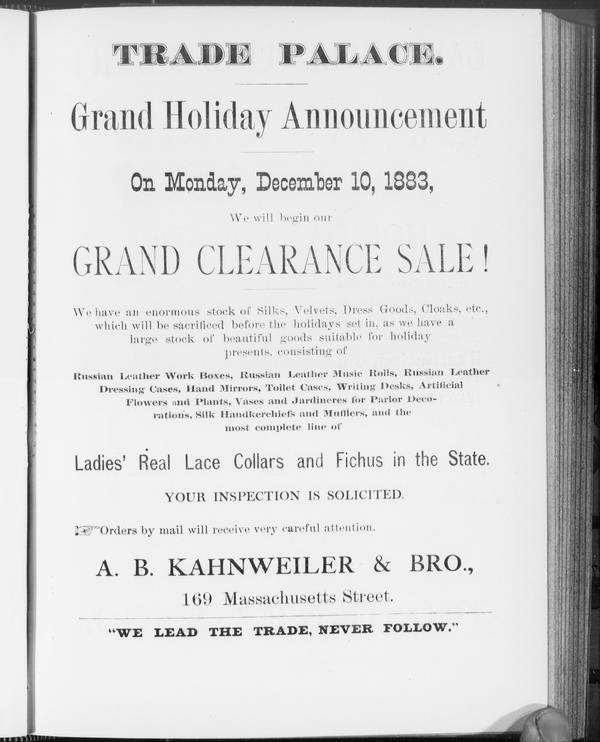 TRADE PALACE.
Grand Holiday Announcement
On Monday, December 10, 1883,
We will begin our
GRAND CLEARANCE SALE!
We have an enormous stock of Silks, Velvets, Dress Goods, Cloaks, etc.,
which will be sacrificed before the holidays set in, as we have a
large stock of beautiful goods suitable for holiday
presents, consisting of
Russian Leather Work Boxes, Russian Leather Music Rolls, Russian Leather
Dressing Cases, Hand Mirrors, Toilet Cases, Writing Desks, Artificial
Flowers and Plants, Vases and Jardineres for Parlor Deco-
rations, Silk Handkerchiefs and Mufflers, and the
most complete line of
Ladies' Real Lace Collars and Fichus in the State.
YOUR INSPECTION IS SOLICITED.
☞Orders by mail will receive very careful attention.
A. B. KAHNWEILER & BRO.,
169 Massachusetts Street.
"WE LEAD THE TRADE, NEVER FOLLOW."